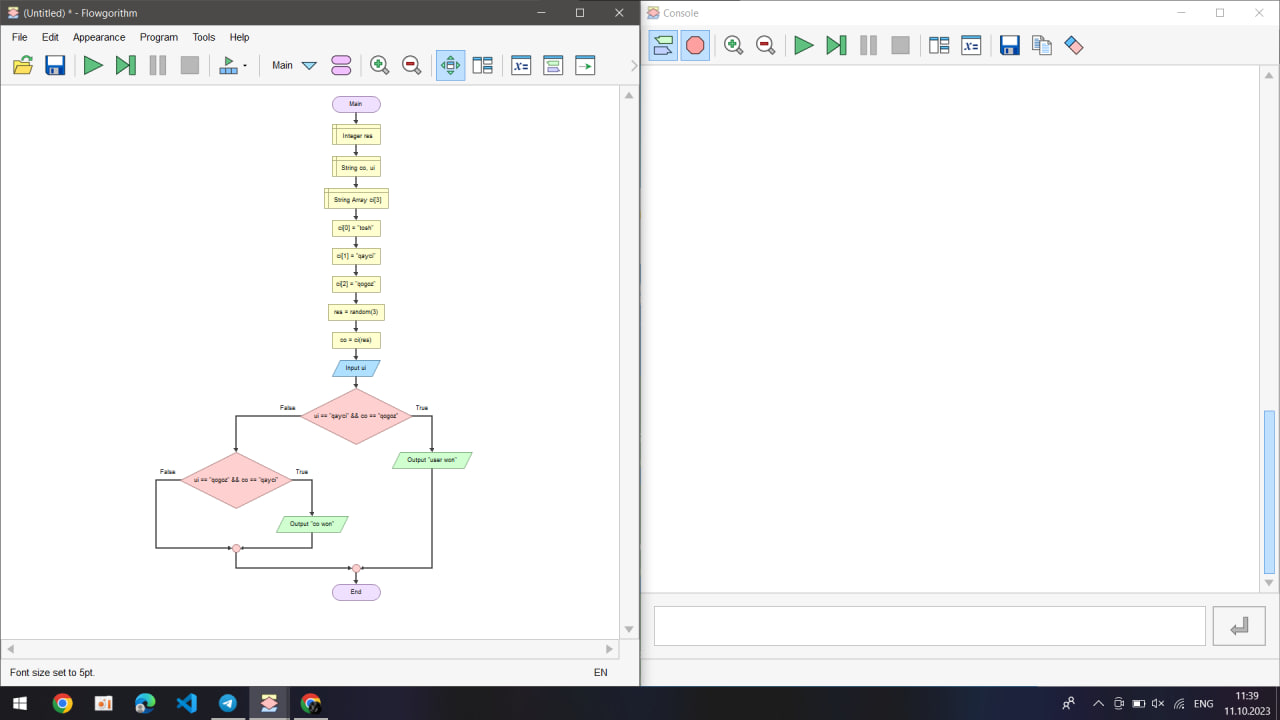 (Untitled) * - Flowgorithm
File Edit Appearance Program Tools Help
Main
Main
Integer res
String co, ui
String Array ci[3]
ci[0] = "tosh"
ci[1] = "qayci"
ci[2] = "qogoz"
res = random(3)
co = ci(res)
Input ui
False
ui == "qayci" && co == "qogoz"
True
Output "user won"
False
ui == "qogoz" && co == "qayci"
True
Output "co won"
End
Font size set to 5pt.
EN
Console
ENG
11:39
11.10.2023